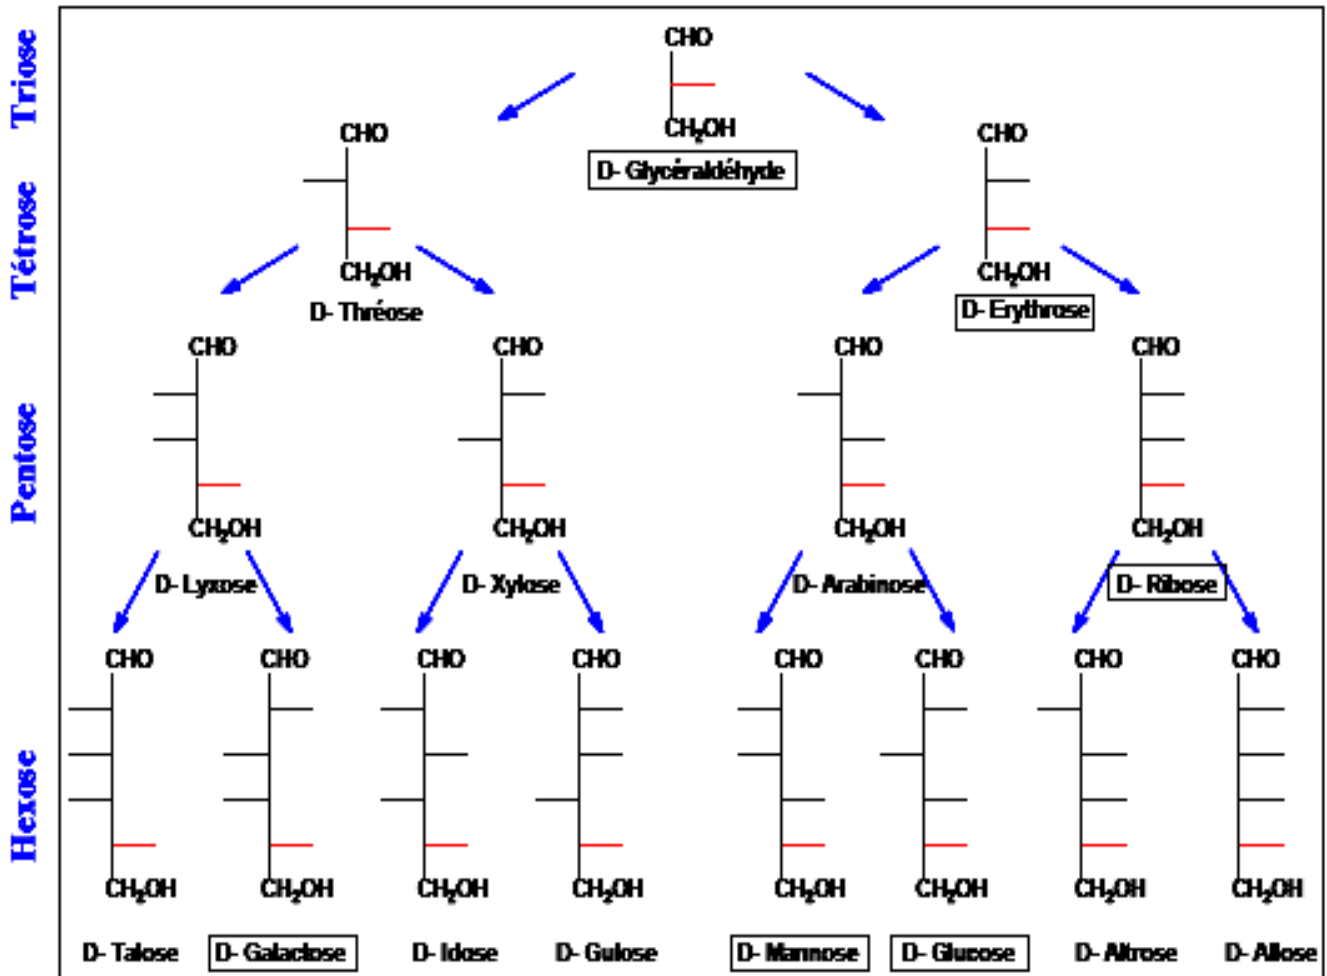 Triose
CHO
CH₂OH
D- Glycéraldéhyde
Tétrose
CHO
CHO
CH₂OH
CH₂OH
D- Thréose
D- Erythrose
Pentose
CHO
CHO
CHO
CHO
CH₂OH
CH₂OH
CH₂OH
CH₂OH
D- Lyxose
D- Xylose
D- Arabinose
D- Ribose
Hexose
CHO
CHO
CHO
CHO
CHO
CHO
CHO
CHO
CH₂OH
CH₂OH
CH₂OH
CH₂OH
CH₂OH
CH₂OH
CH₂OH
CH₂OH
D- Talose
D- Galactose
D- Idose
D- Gulose
D- Mannose
D- Glucose
D- Altrose
D- Allose